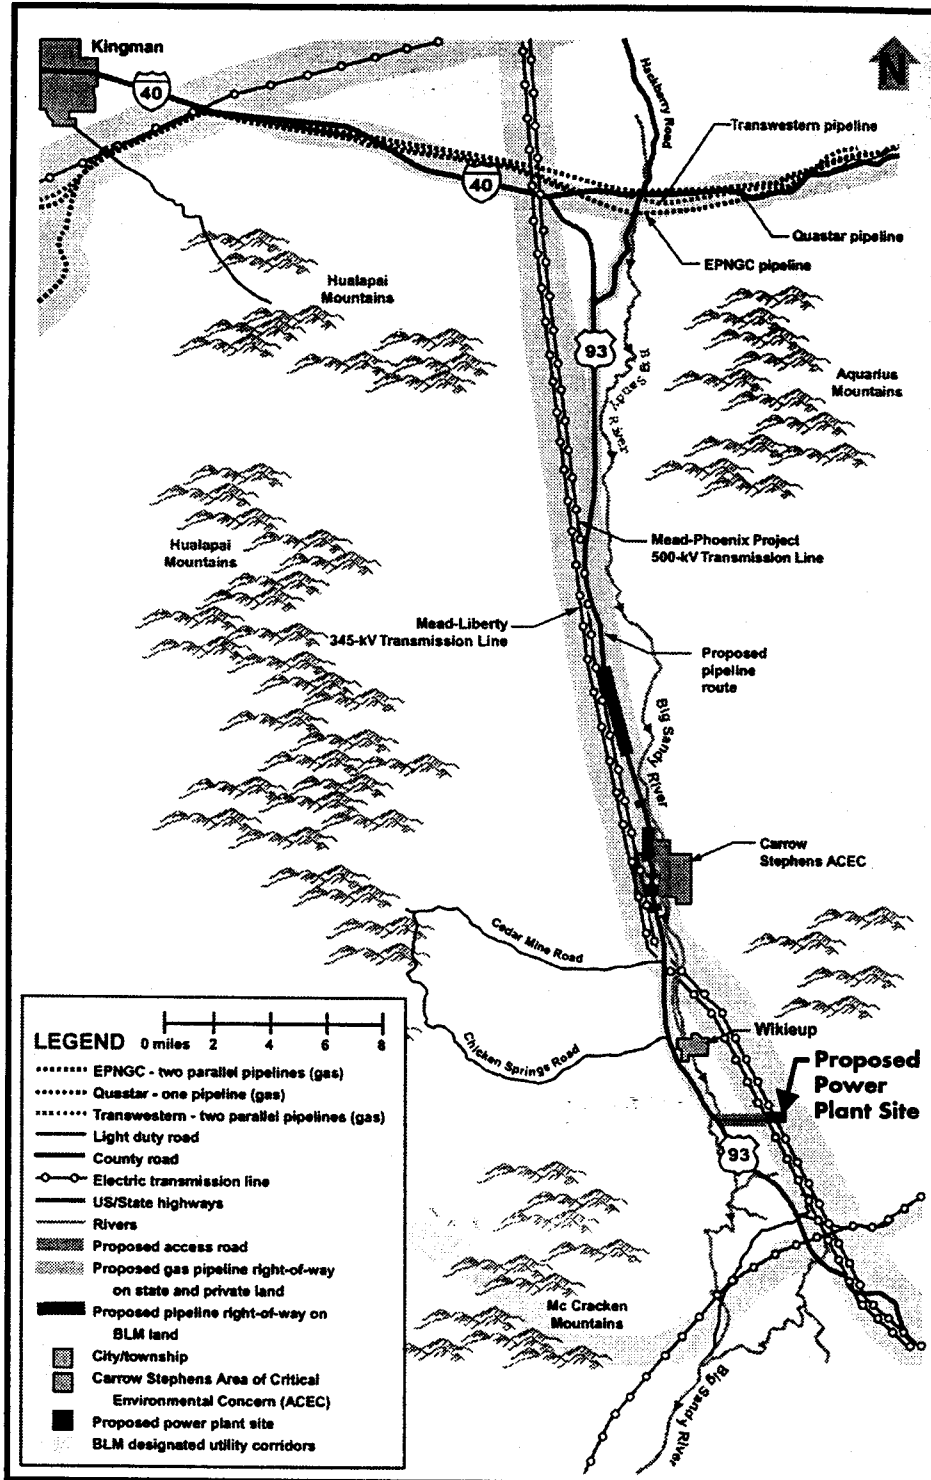 Kingman
40
Hackberry Road
N
Transwestern pipeline
40
Quastar pipeline
EPNGC pipeline
Hualapai
Mountains
93
Big Sandy River
Aquarius
Mountains
Hualapai
Mountains
Mead-Phoenix Project
500-kV Transmission Line
Mead-Liberty
345-kV Transmission Line
Proposed
pipeline
route
Big Sandy River
Carrow
Stephens ACEC
Cedar Mine Road
Chicken Springs Road
Wikieup
Proposed
Power
Plant Site
93
Mc Cracken
Mountains
Big Sandy River
LEGEND 0 miles 2 4 6 8
EPNGC - two parallel pipelines (gas)
Quastar - one pipeline (gas)
Transwestern - two parallel pipelines (gas)
Light duty road
County road
Electric transmission line
US/State highways
Rivers
Proposed access road
Proposed gas pipeline right-of-way
on state and private land
Proposed pipeline right-of-way on
BLM land
City/township
Carrow Stephens Area of Critical
Environmental Concern (ACEC)
Proposed power plant site
BLM designated utility corridors